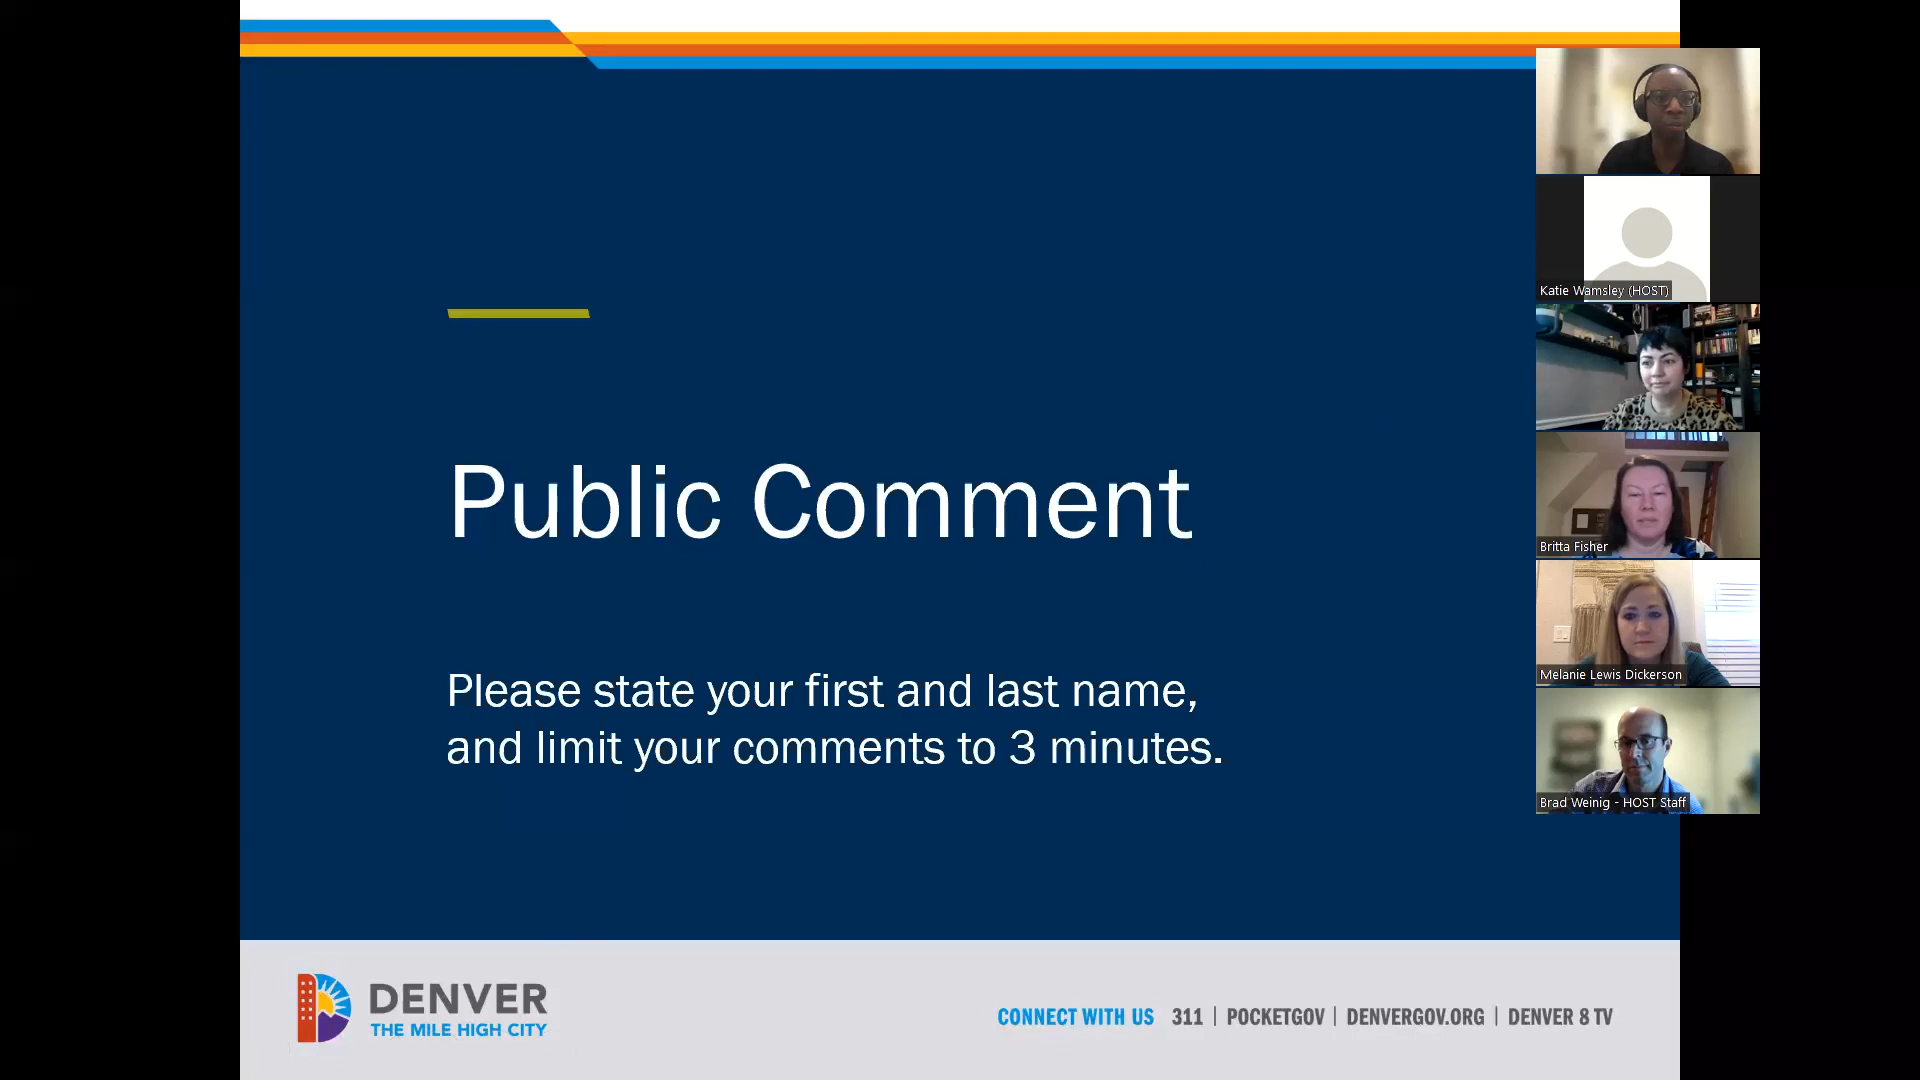 Public Comment
Please state your first and last name,
and limit your comments to 3 minutes.
Katie Wamsley (HOST)
Britta Fisher
Melanie Lewis Dickerson
Brad Weinig - HOST Staff
DENVER
THE MILE HIGH CITY
CONNECT WITH US 311 | POCKETGOV | DENVERGOV.ORG | DENVER 8 TV